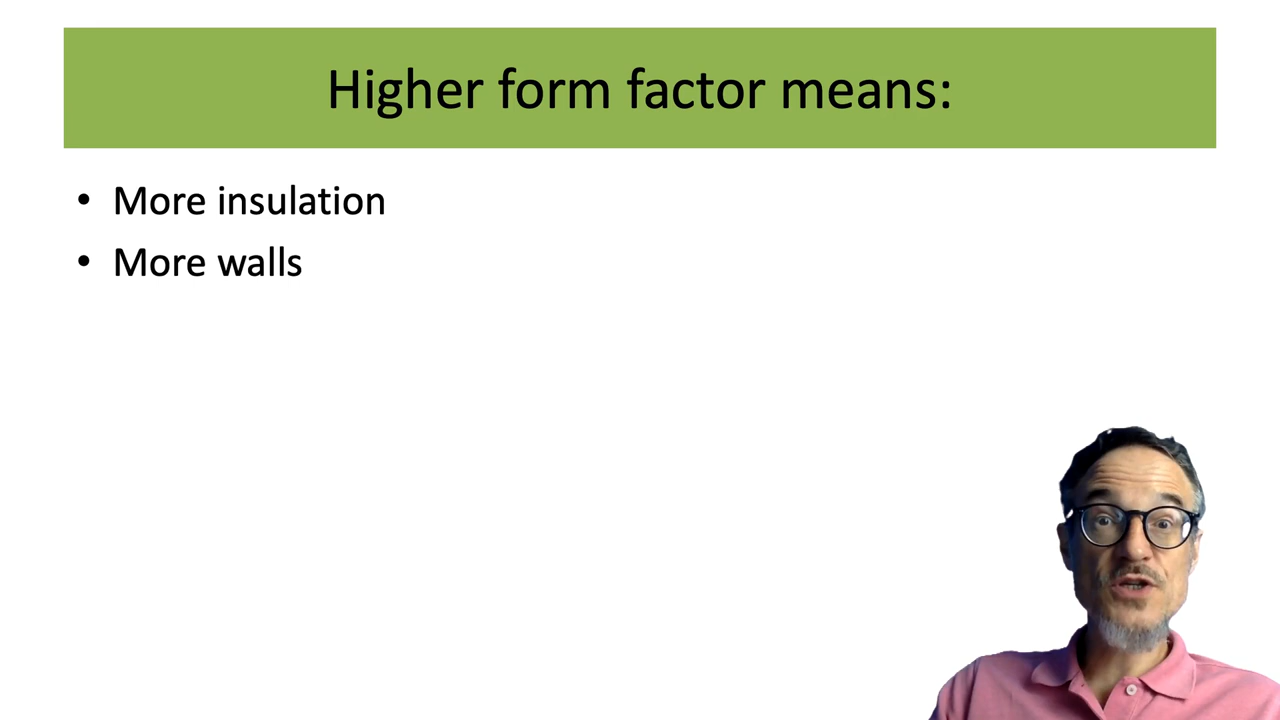 Higher form factor means:
• More insulation
• More walls